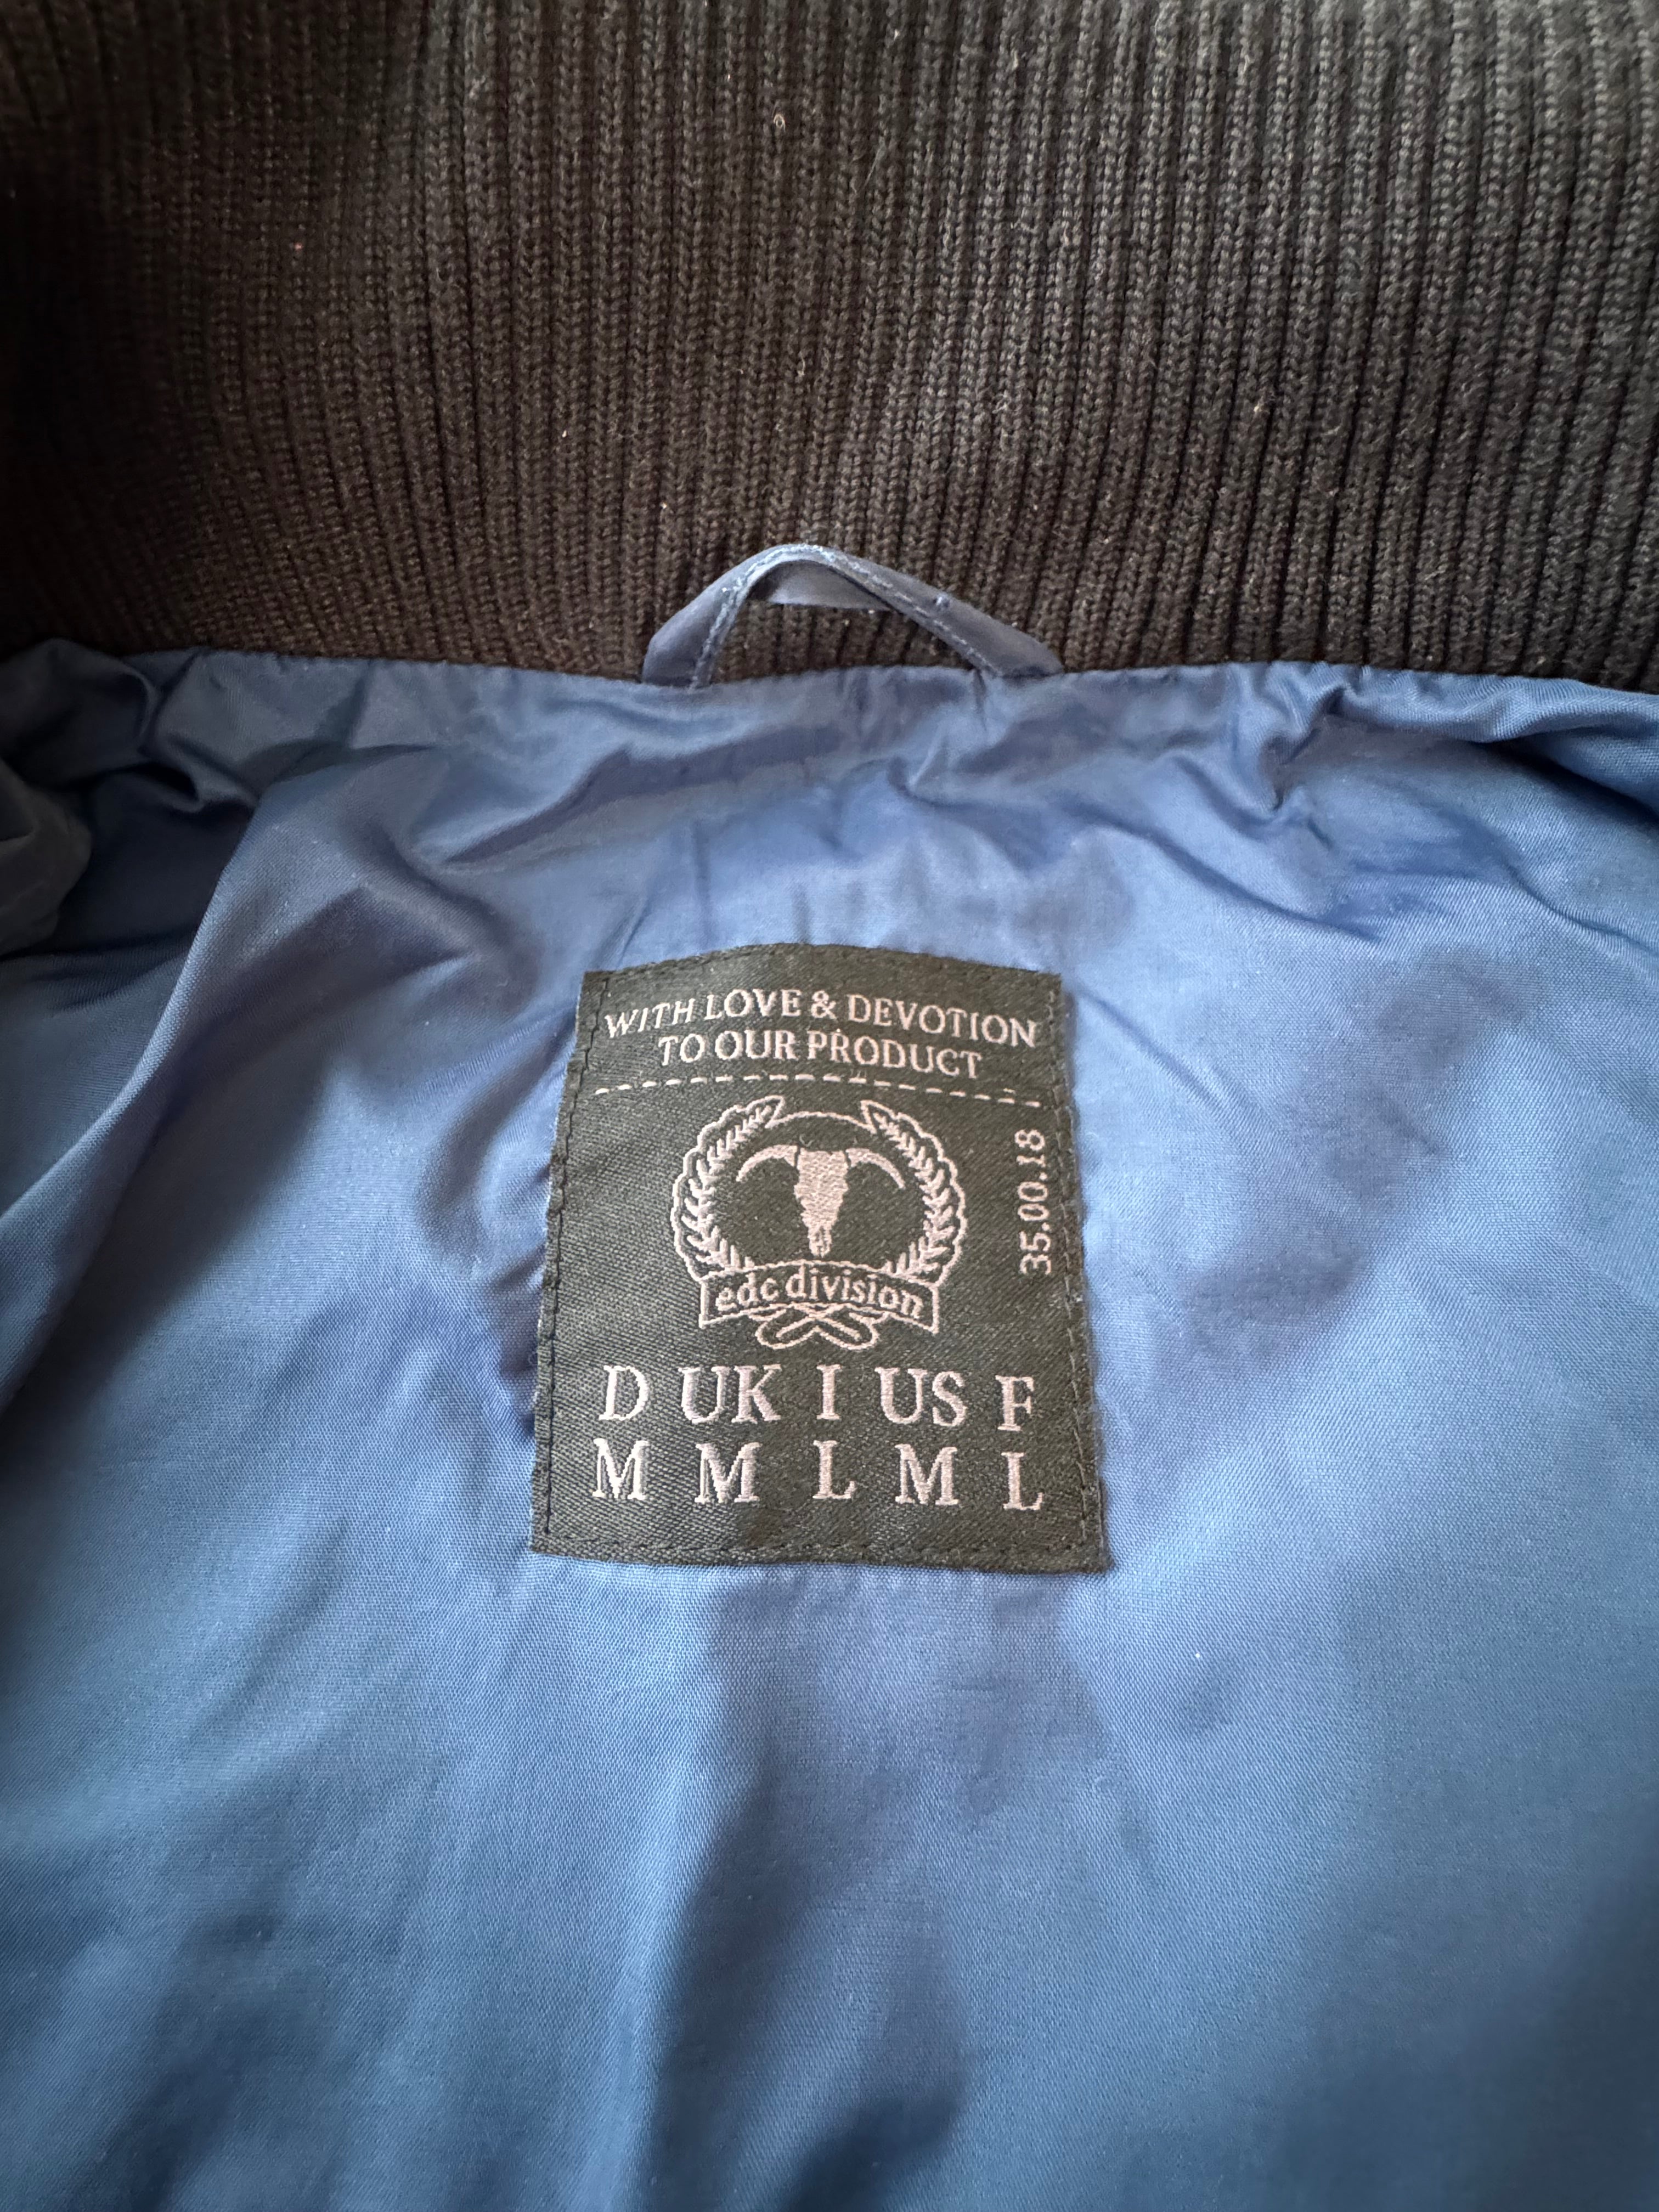 WITH LOVE & DEVOTION
TO OUR PRODUCT
35.00.18
edc division
D UK I US F
M M L M L